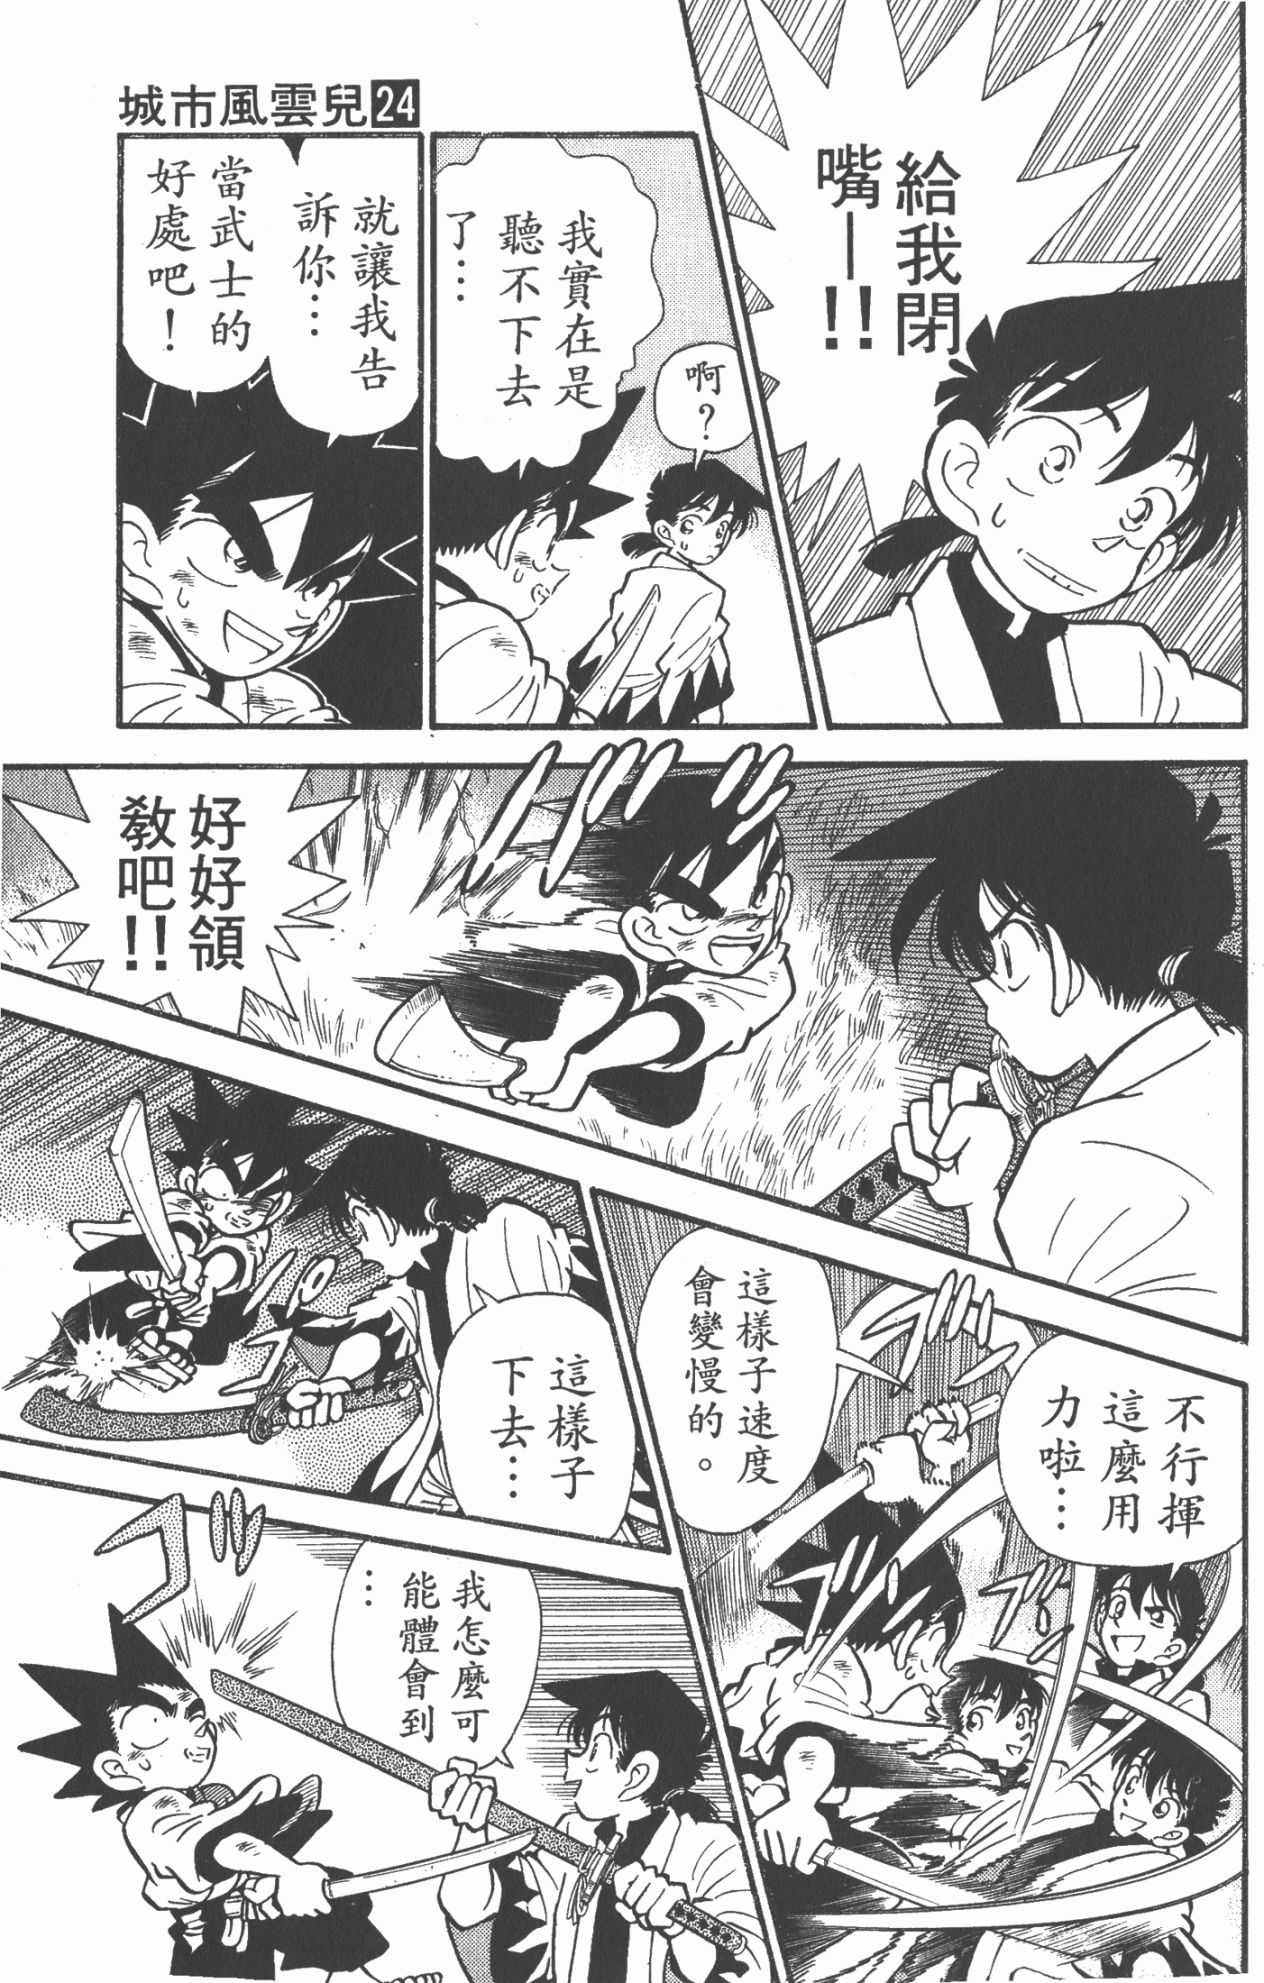 城市風雲兒24
給我閉
嘴—!!
啊？
我實在是
聽不下去
了…
就讓我告
訴你…
當武士的
好處吧！
好好領
教吧!!
不行揮
這麼用
力啦…
這樣子速度
會變慢的。
這樣子
下去…
我怎麼可
能體會到
…